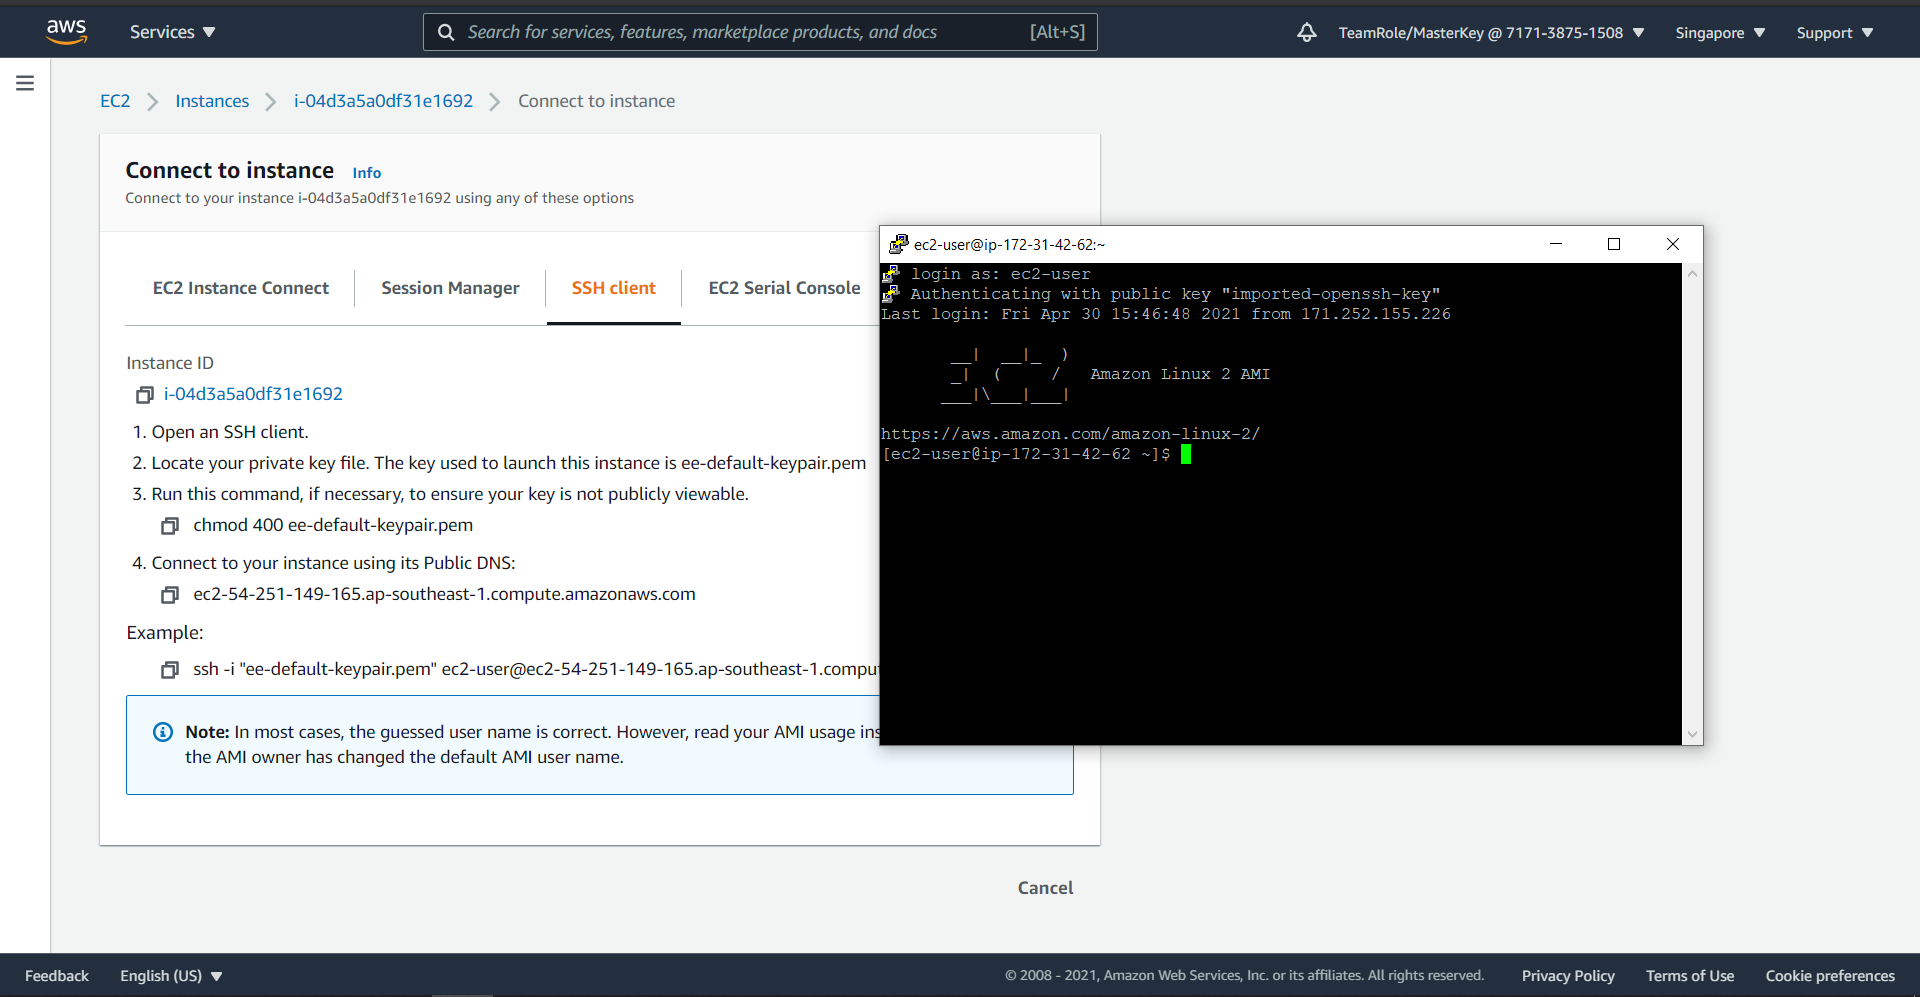 aws
Services
Search for services, features, marketplace products, and docs [Alt+S]
TeamRole/MasterKey @ 7171-3875-1508
Singapore
Support
EC2 > Instances > i-04d3a5a0df31e1692 > Connect to instance
Connect to instance Info
Connect to your instance i-04d3a5a0df31e1692 using any of these options
EC2 Instance Connect
Session Manager
SSH client
EC2 Serial Console
Instance ID
i-04d3a5a0df31e1692
1. Open an SSH client.
2. Locate your private key file. The key used to launch this instance is ee-default-keypair.pem
3. Run this command, if necessary, to ensure your key is not publicly viewable.
chmod 400 ee-default-keypair.pem
4. Connect to your instance using its Public DNS:
ec2-54-251-149-165.ap-southeast-1.compute.amazonaws.com
Example:
ssh -i "ee-default-keypair.pem" ec2-user@ec2-54-251-149-165.ap-southeast-1.compu
Note: In most cases, the guessed user name is correct. However, read your AMI usage ins
the AMI owner has changed the default AMI user name.
Cancel
ec2-user@ip-172-31-42-62:~
login as: ec2-user
Authenticating with public key "imported-openssh-key"
Last login: Fri Apr 30 15:46:48 2021 from 171.252.155.226
       __|  __|_  )
       _|  (     /   Amazon Linux 2 AMI
      ___|\___|___|
https://aws.amazon.com/amazon-linux-2/
[ec2-user@ip-172-31-42-62 ~]$
Feedback
English (US)
© 2008 - 2021, Amazon Web Services, Inc. or its affiliates. All rights reserved.
Privacy Policy
Terms of Use
Cookie preferences